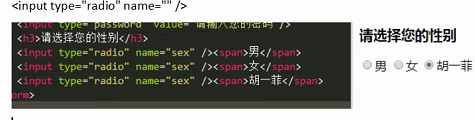 <input type="radio" name="" />
<input type="password" value="请输入您的密码" />
<h3>请选择您的性别</h3>
<input type="radio" name="sex" /><span>男</span>
<input type="radio" name="sex" /><span>女</span>
<input type="radio" name="sex" /><span>胡一菲</span>
orm>
请选择您的性别
男 女 胡一菲